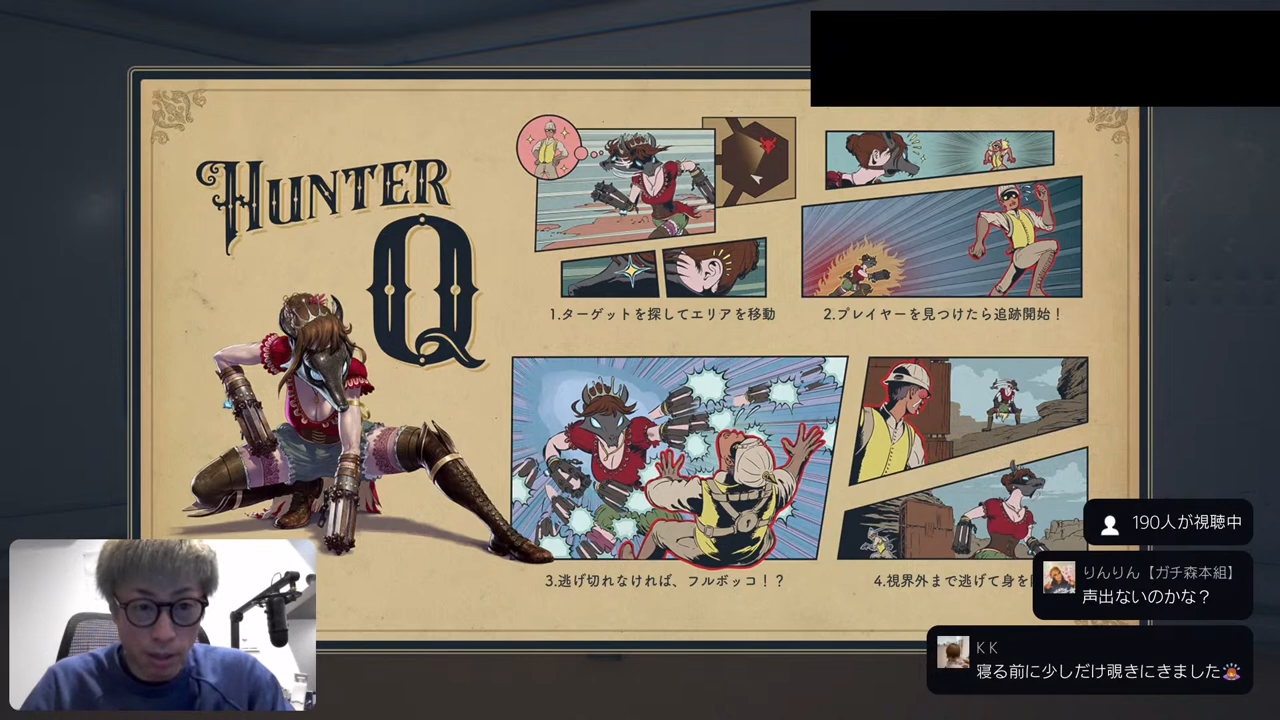 HUNTER
Q
1.ターゲットを探してエリアを移動
2.プレイヤーを見つけたら追跡開始！
3.逃げ切れなければ、フルボッコ！？
4.視界外まで逃げて身を
190人が視聴中
りんりん【ガチ森本組】
声出ないのかな？
K K
寝る前に少しだけ覗きにきました